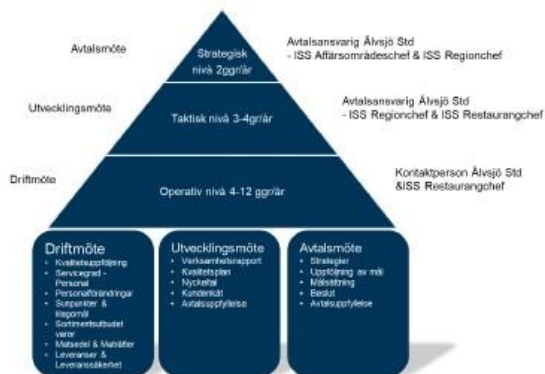 Avtalsmöte
Strategisk
nivå 2ggr/år
Avtalsansvarig Älvsjö Std
- ISS Affärsområdeschef & ISS Regionchef
Utvecklingsmöte
Taktisk nivå 3-4gr/år
Avtalsansvarig Älvsjö Std
- ISS Regionchef & ISS Restaurangchef
Driftmöte
Operativ nivå 4-12 ggr/år
Kontaktperson Älvsjö Std
&ISS Restaurangchef
Driftmöte
• Kvalitetsuppföljning
• Servicegrad -
Personal
• Personalförändringar
• Synpunkter &
klagomål
• Sortimentsutbudet
varor
• Matsedel & Maträtter
• Leveranser &
Leveranssäkerhet
Utvecklingsmöte
• Verksamhetsrapport
• Kvalitetsplan
• Nyckeltal
• Kundenkät
• Avtalsuppfyllelse
Avtalsmöte
• Strategier
• Uppföljning av mål
• Målsättning
• Beslut
• Avtalsuppfyllelse